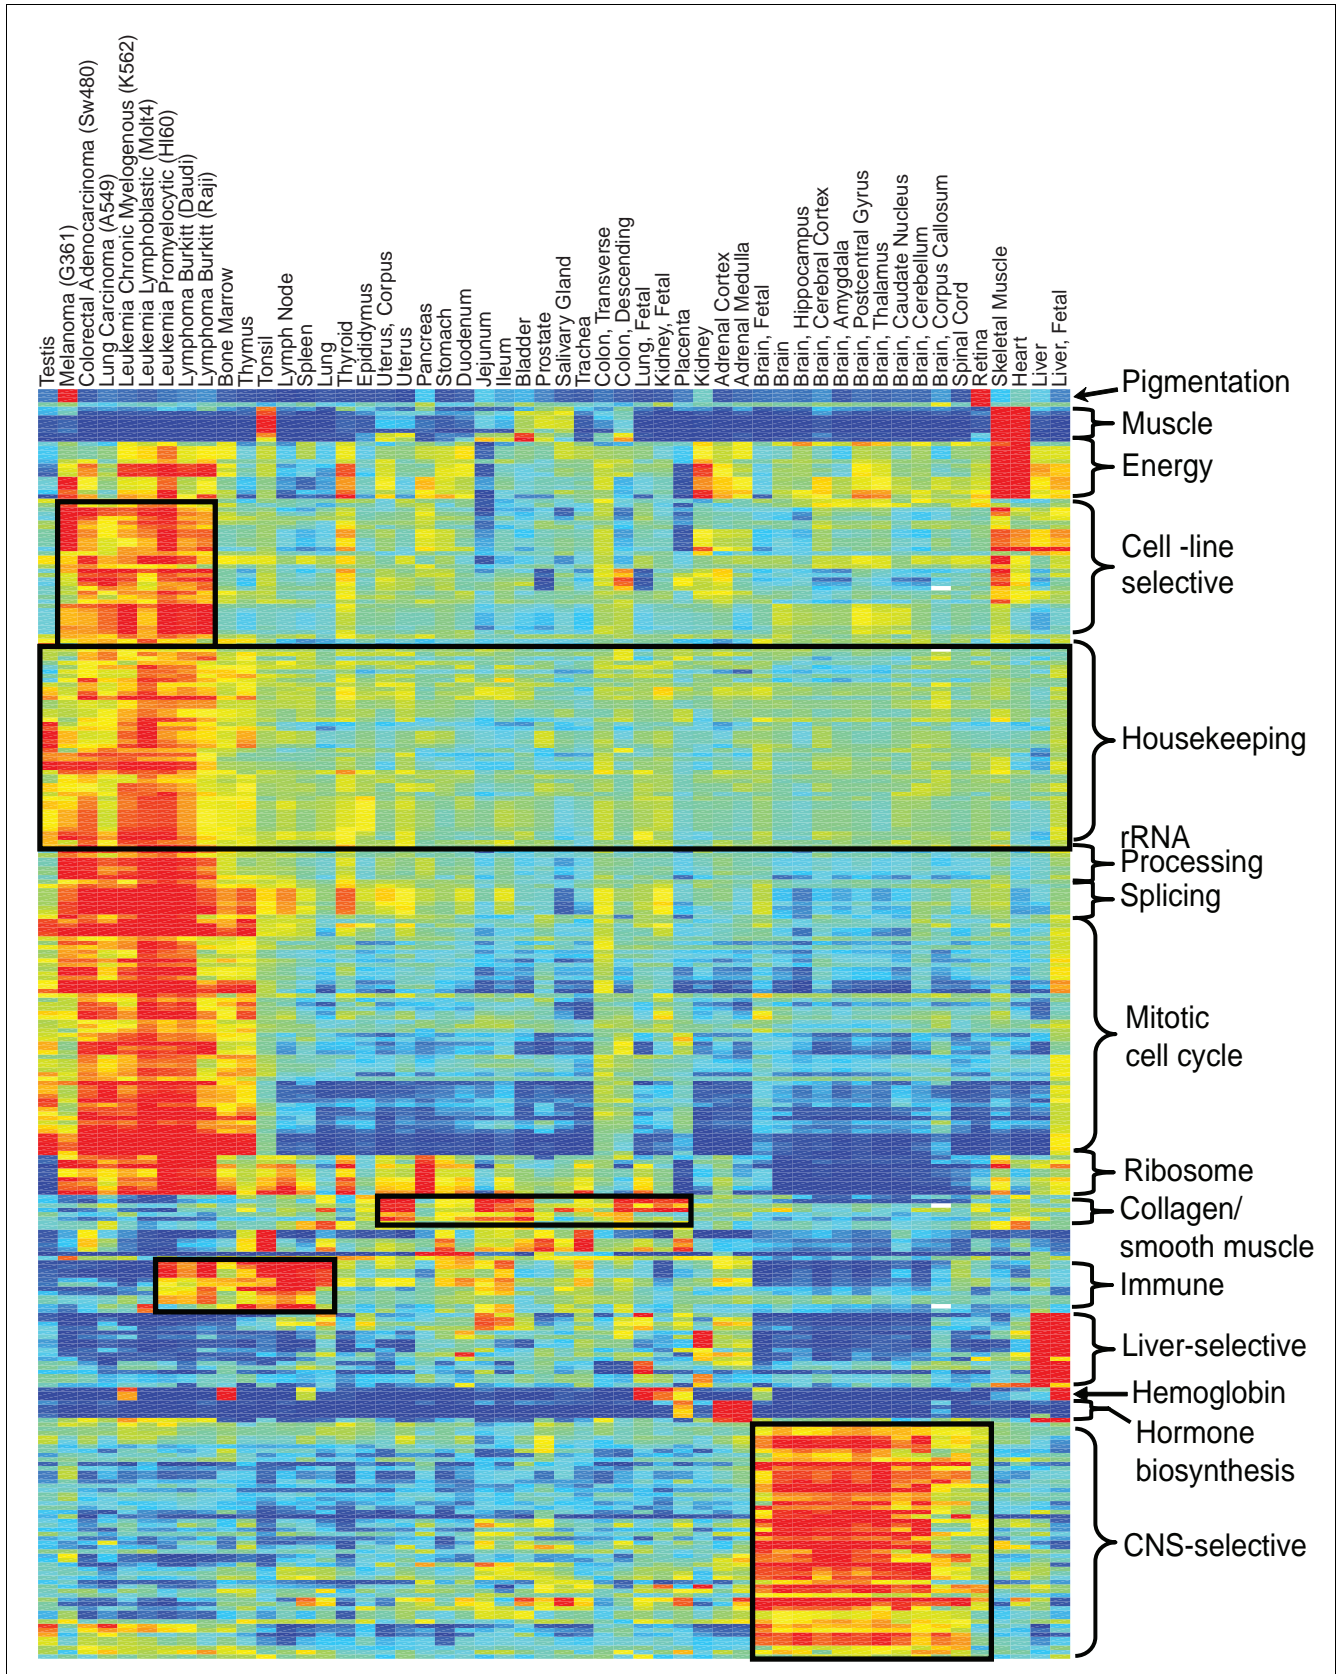 Testis
Melanoma (G361)
Colorectal Adenocarcinoma (Sw480)
Lung Carcinoma (A549)
Leukemia Chronic Myelogenous (K562)
Leukemia Lymphoblastic (Molt4)
Leukemia Promyelocytic (Hl60)
Lymphoma Burkitt (Daudi)
Lymphoma Burkitt (Raji)
Bone Marrow
Thymus
Tonsil
Lymph Node
Spleen
Lung
Thyroid
Epididymus
Uterus, Corpus
Uterus
Pancreas
Stomach
Duodenum
Jejunum
Ileum
Bladder
Prostate
Salivary Gland
Trachea
Colon, Transverse
Colon, Descending
Lung, Fetal
Kidney, Fetal
Placenta
Kidney
Adrenal Cortex
Adrenal Medulla
Brain, Fetal
Brain
Brain, Hippocampus
Brain, Cerebral Cortex
Brain, Amygdala
Brain, Postcentral Gyrus
Brain, Thalamus
Brain, Caudate Nucleus
Brain, Cerebellum
Brain, Corpus Callosum
Spinal Cord
Retina
Skeletal Muscle
Heart
Liver
Liver, Fetal
Pigmentation
Muscle
Energy
Cell -line
selective
Housekeeping
rRNA
Processing
Splicing
Mitotic
cell cycle
Ribosome
Collagen/
smooth muscle
Immune
Liver-selective
Hemoglobin
Hormone
biosynthesis
CNS-selective